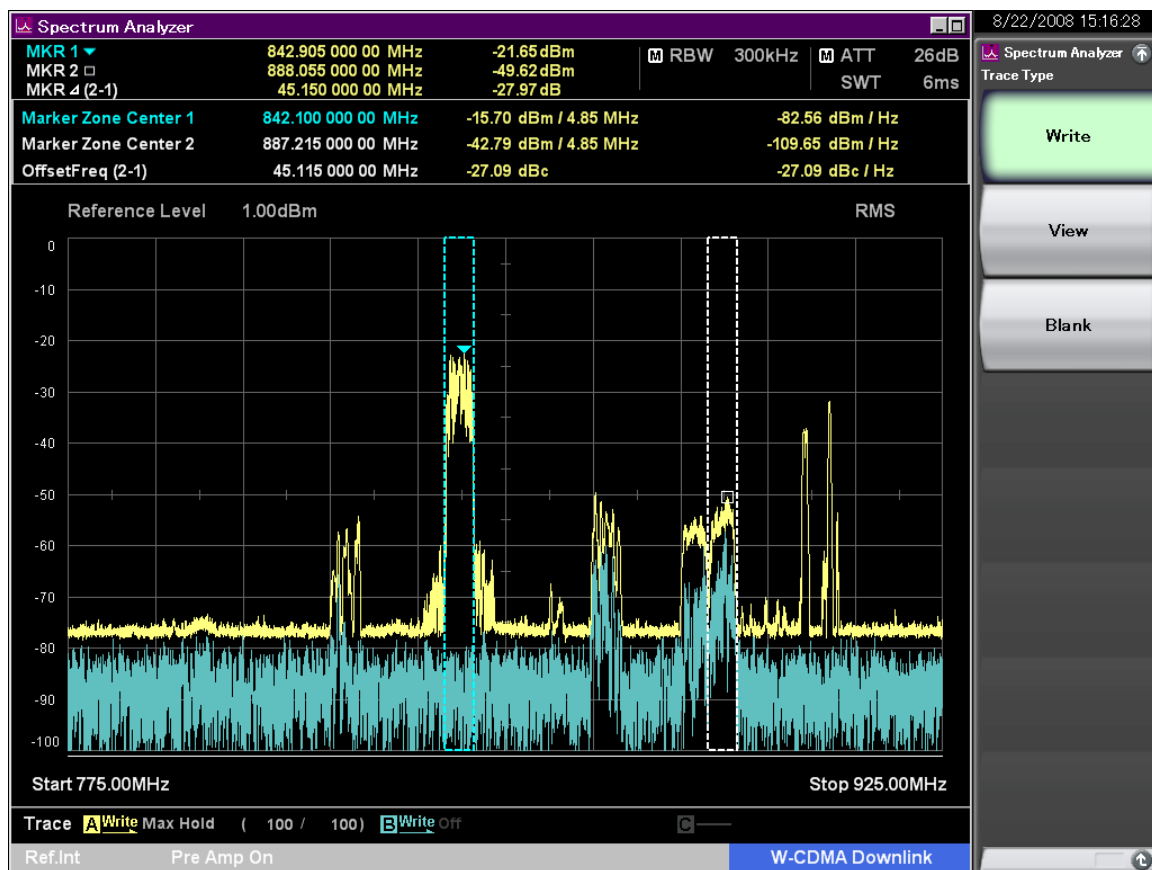 Spectrum Analyzer
8/22/2008 15:16:28
MKR 1 842.905 000 00 MHz -21.65 dBm
MKR 2 888.055 000 00 MHz -49.62 dBm
MKR (2-1) 45.150 000 00 MHz -27.97 dB
M RBW 300kHz M ATT 26dB
SWT 6ms
Marker Zone Center 1 842.100 000 00 MHz -15.70 dBm / 4.85 MHz -82.56 dBm / Hz
Marker Zone Center 2 887.215 000 00 MHz -42.79 dBm / 4.85 MHz -109.65 dBm / Hz
OffsetFreq (2-1) 45.115 000 00 MHz -27.09 dBc -27.09 dBc / Hz
Reference Level 1.00dBm RMS
0
-10
-20
-30
-40
-50
-60
-70
-80
-90
-100
Start 775.00MHz Stop 925.00MHz
Trace A Write Max Hold ( 100 / 100) B Write Off C
Ref.Int Pre Amp On W-CDMA Downlink
Spectrum Analyzer
Trace Type
Write
View
Blank